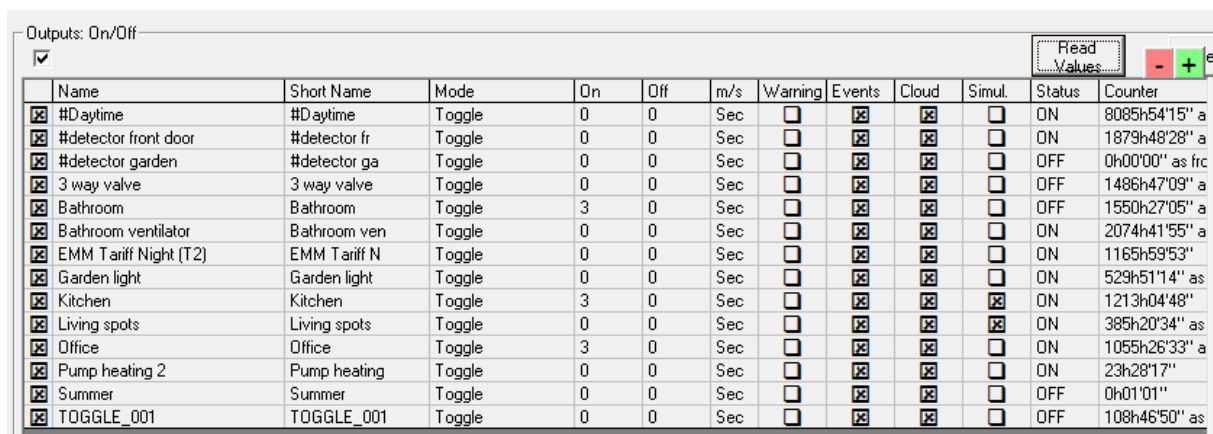 Outputs: On/Off
Read
Values
- +
Name Short Name Mode On Off m/s Warning Events Cloud Simul. Status Counter
#Daytime #Daytime Toggle 0 0 Sec ON 8085h54'15" a
#detector front door #detector fr Toggle 0 0 Sec ON 1879h48'28" a
#detector garden #detector ga Toggle 0 0 Sec OFF 0h00'00" as fro
3 way valve 3 way valve Toggle 0 0 Sec OFF 1486h47'09" a
Bathroom Bathroom Toggle 3 0 Sec OFF 1550h27'05" a
Bathroom ventilator Bathroom ven Toggle 0 0 Sec ON 2074h41'55" a
EMM Tariff Night (T2) EMM Tariff N Toggle 0 0 Sec ON 1165h59'53"
Garden light Garden light Toggle 0 0 Sec ON 529h51'14" as
Kitchen Kitchen Toggle 3 0 Sec ON 1213h04'48"
Living spots Living spots Toggle 0 0 Sec ON 385h20'34" as
Office Office Toggle 3 0 Sec ON 1055h26'33" a
Pump heating 2 Pump heating Toggle 0 0 Sec ON 23h28'17"
Summer Summer Toggle 0 0 Sec OFF 0h01'01"
TOGGLE_001 TOGGLE_001 Toggle 0 0 Sec OFF 108h46'50" as